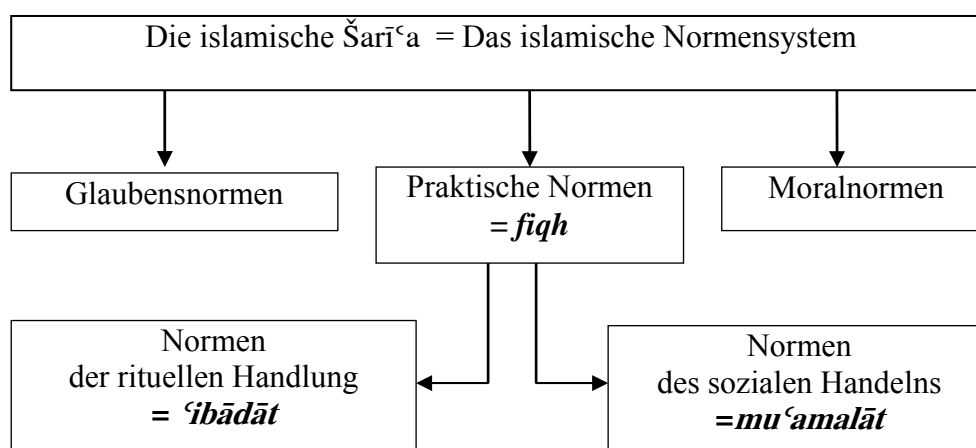 Die islamische Šarīʿa = Das islamische Normensystem
Glaubensnormen
Praktische Normen
= fiqh
Moralnormen
Normen
der rituellen Handlung
= ʿibādāt
Normen
des sozialen Handelns
=muʿamalāt